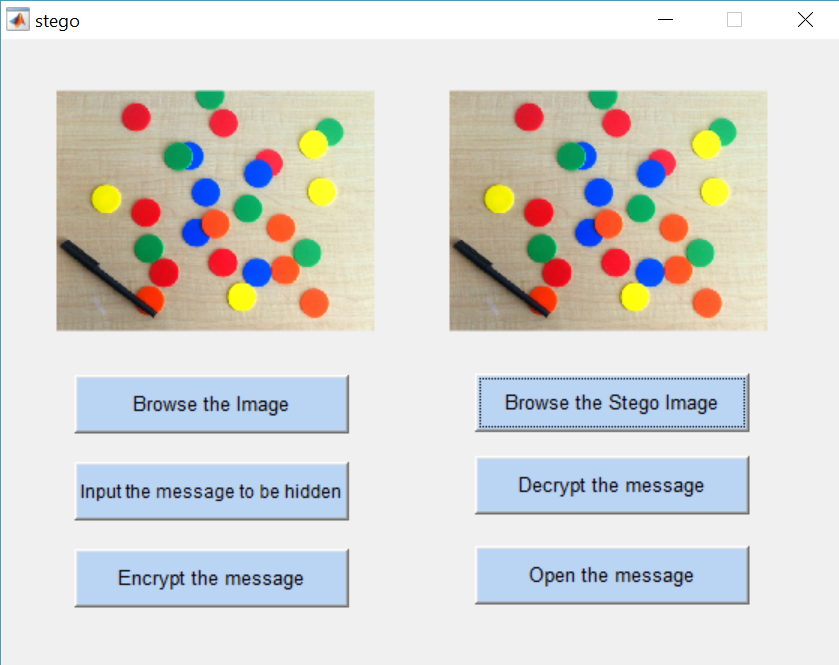 stego
Browse the Image
Input the message to be hidden
Encrypt the message
Browse the Stego Image
Decrypt the message
Open the message